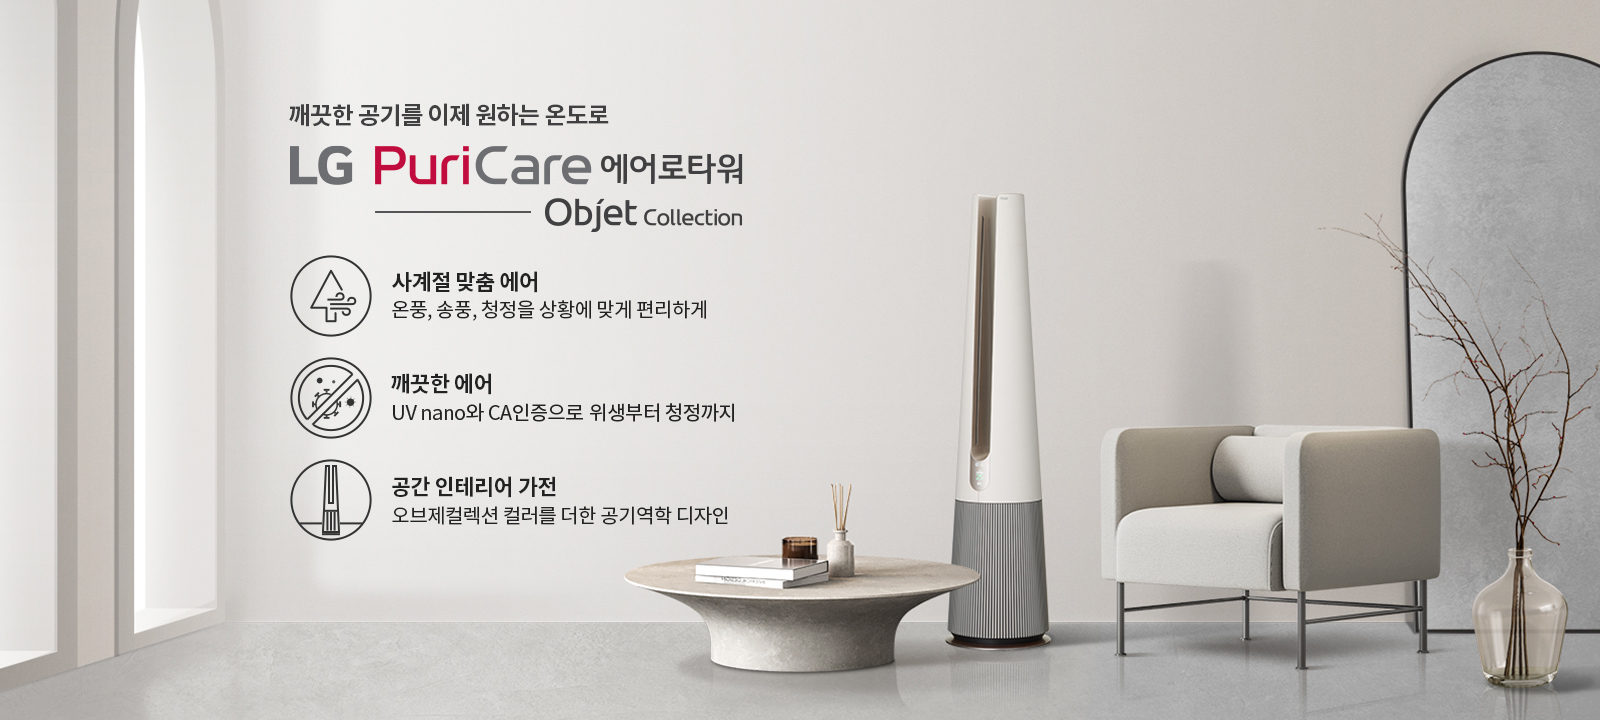 깨끗한 공기를 이제 원하는 온도로
LG PuriCare 에어로타워
Objet Collection
사계절 맞춤 에어
온풍, 송풍, 청정을 상황에 맞게 편리하게
깨끗한 에어
UV nano와 CA인증으로 위생부터 청정까지
공간 인테리어 가전
오브제컬렉션 컬러를 더한 공기역학 디자인